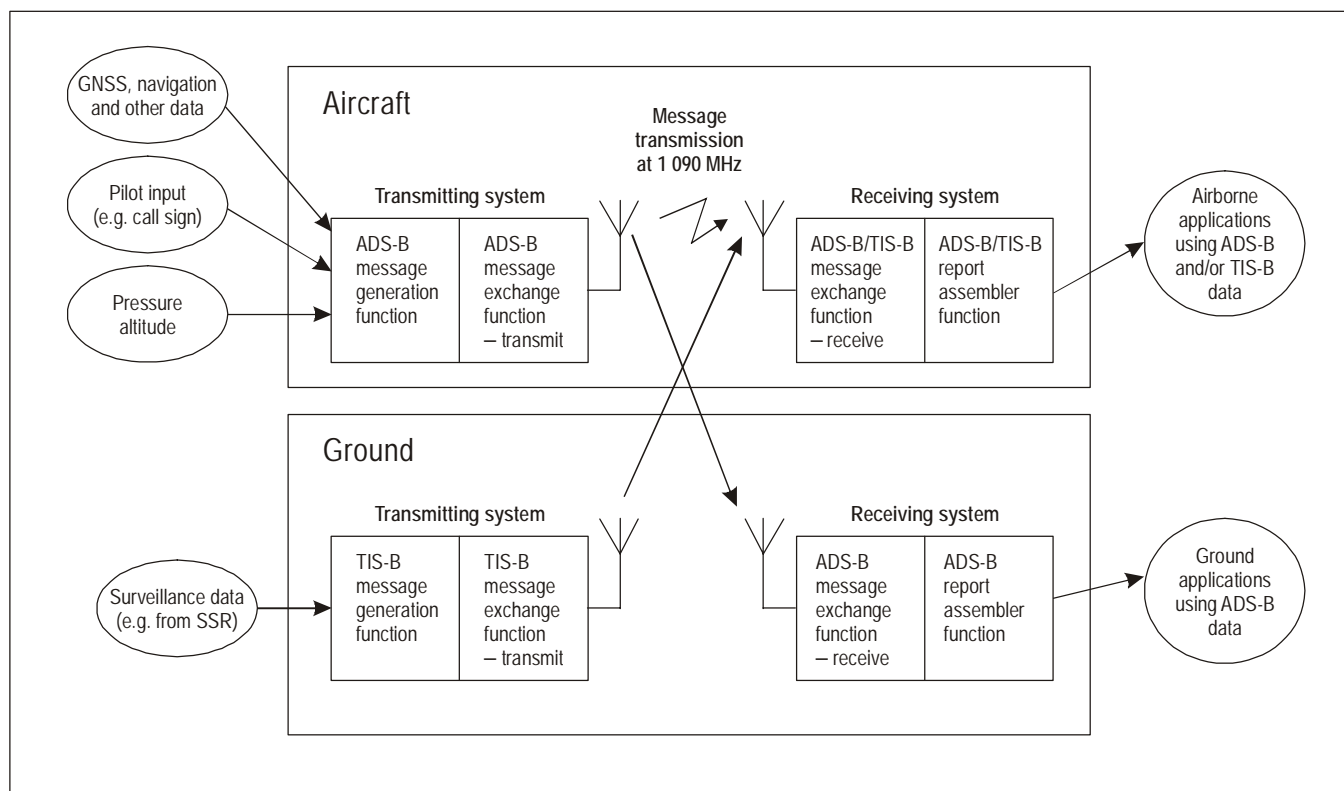 GNSS, navigation
and other data
Pilot input
(e.g. call sign)
Pressure
altitude
Aircraft
Message
transmission
at 1 090 MHz
Transmitting system
ADS-B
message
generation
function
ADS-B
message
exchange
function
– transmit
Receiving system
ADS-B/TIS-B
message
exchange
function
– receive
ADS-B/TIS-B
report
assembler
function
Airborne
applications
using ADS-B
and/or TIS-B
data
Ground
Surveillance data
(e.g. from SSR)
Transmitting system
TIS-B
message
generation
function
TIS-B
message
exchange
function
– transmit
Receiving system
ADS-B
message
exchange
function
– receive
ADS-B
report
assembler
function
Ground
applications
using ADS-B
data